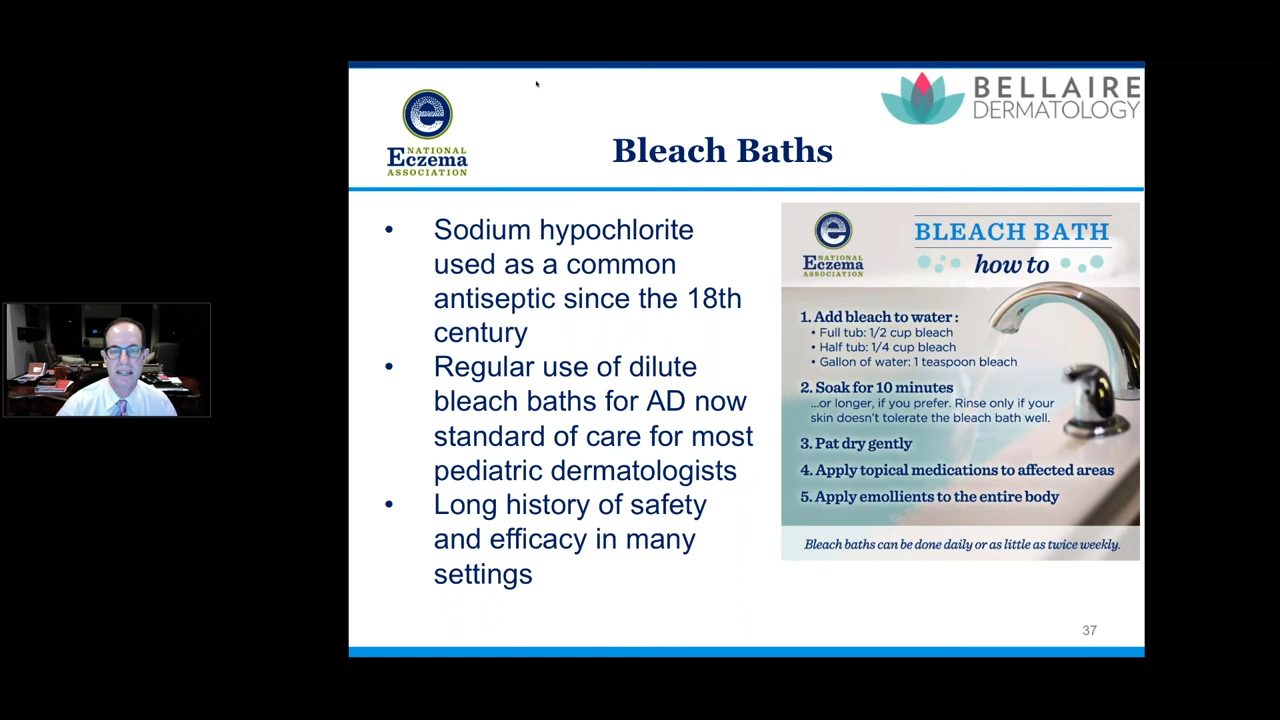 BELLAIRE
DERMATOLOGY
e
NATIONAL
Eczema
ASSOCIATION
Bleach Baths
• Sodium hypochlorite
used as a common
antiseptic since the 18th
century
• Regular use of dilute
bleach baths for AD now
standard of care for most
pediatric dermatologists
• Long history of safety
and efficacy in many
settings
e
NATIONAL
Eczema
ASSOCIATION
BLEACH BATH
how to
1. Add bleach to water :
• Full tub: 1/2 cup bleach
• Half tub: 1/4 cup bleach
• Gallon of water: 1 teaspoon bleach
2. Soak for 10 minutes
...or longer, if you prefer. Rinse only if your
skin doesn't tolerate the bleach bath well.
3. Pat dry gently
4. Apply topical medications to affected areas
5. Apply emollients to the entire body
Bleach baths can be done daily or as little as twice weekly.
37